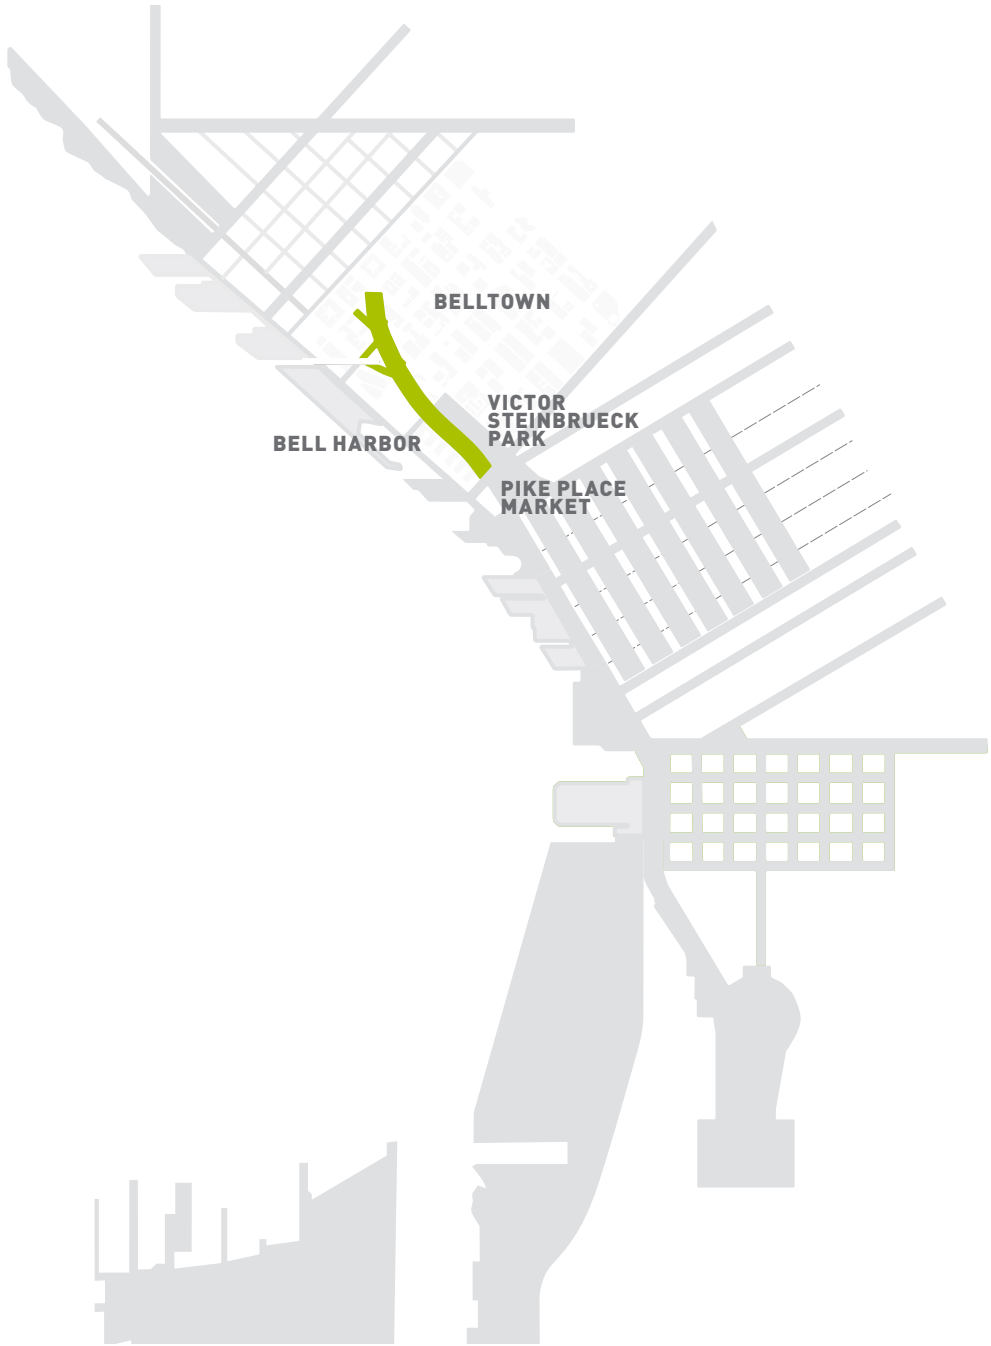 BELLTOWN
VICTOR
STEINBRUECK
PARK
BELL HARBOR
PIKE PLACE
MARKET